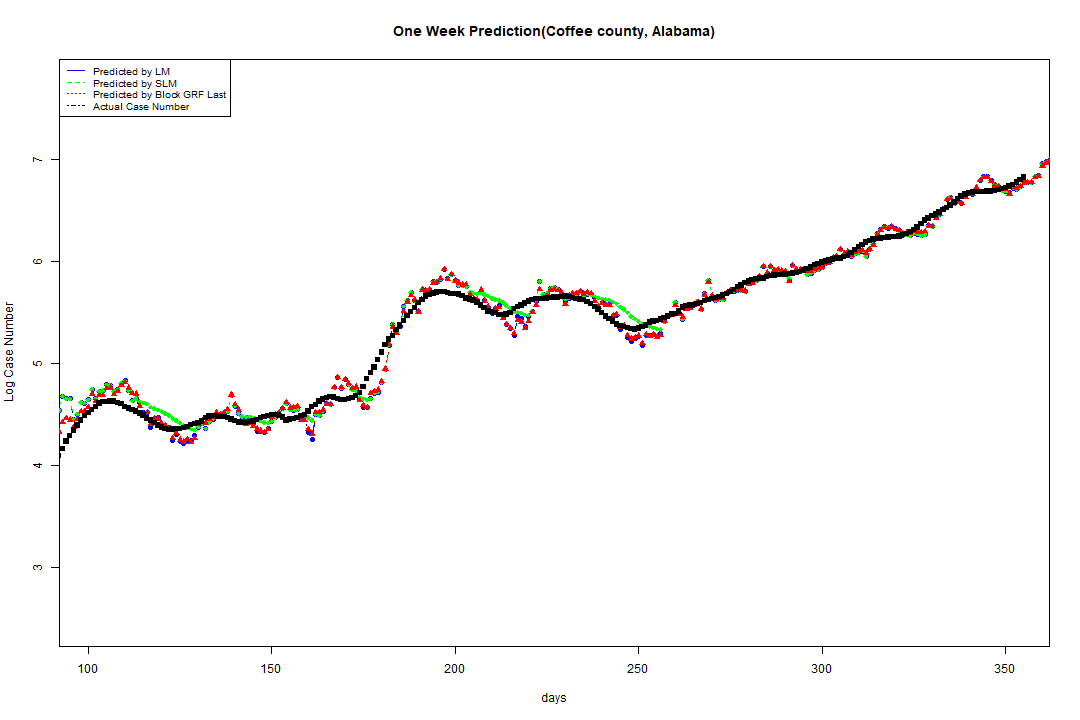 One Week Prediction(Coffee county, Alabama)
Predicted by LM
Predicted by SLM
Predicted by Block GRF Last
Actual Case Number
7
6
5
4
3
Log Case Number
100 150 200 250 300 350
days